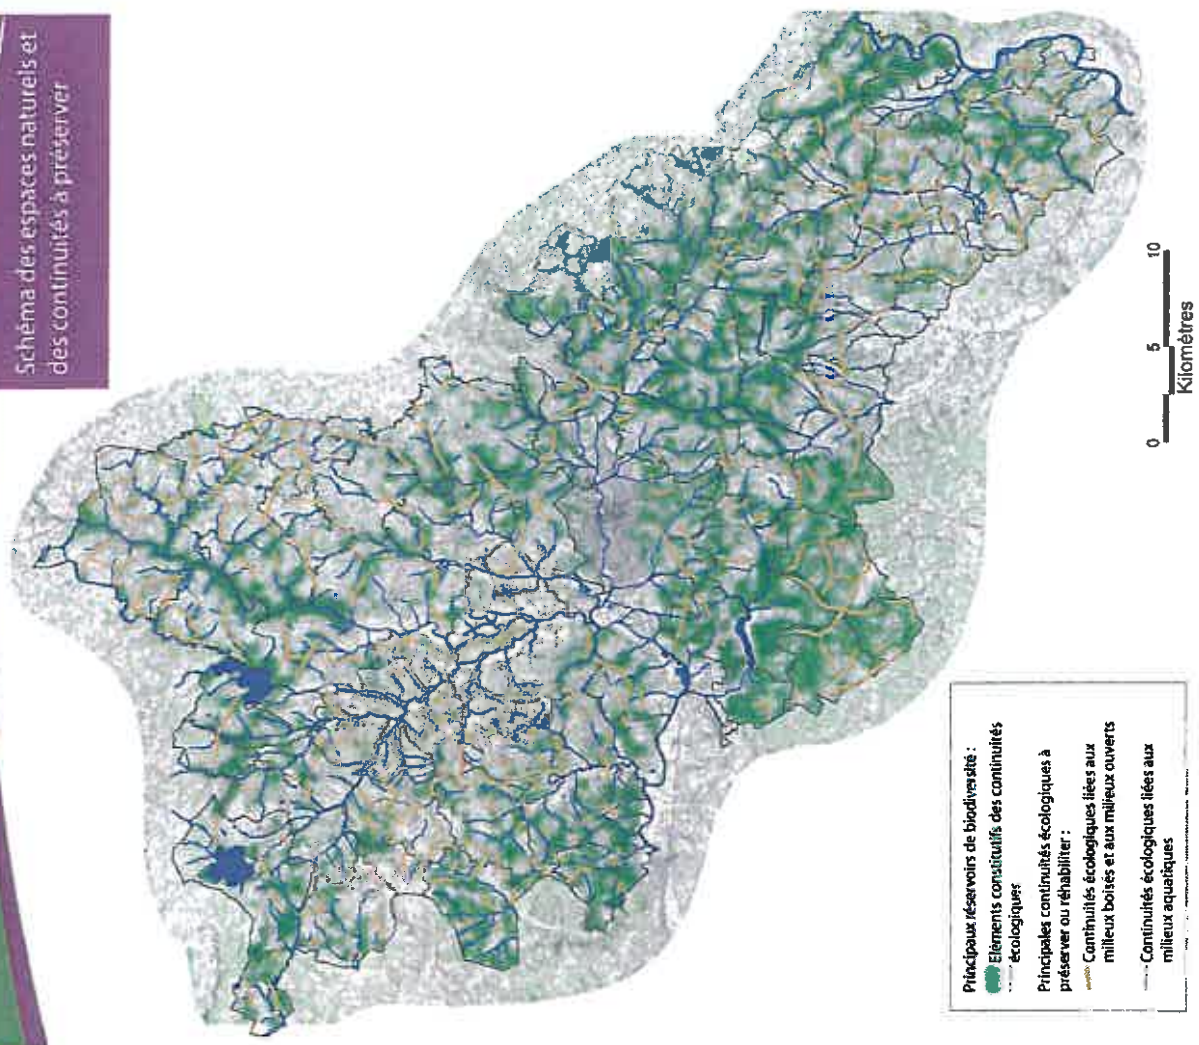 Schéma des espaces naturels et
des continuités à préserver
0 5 10
Kilomètres
Principaux réservoirs de biodiversité :
Eléments constitutifs des continuités
écologiques
Principales continuités écologiques à
préserver ou réhabiliter :
Continuités écologiques liées aux
milieux boisés et aux milieux ouverts
Continuités écologiques liées aux
milieux aquatiques